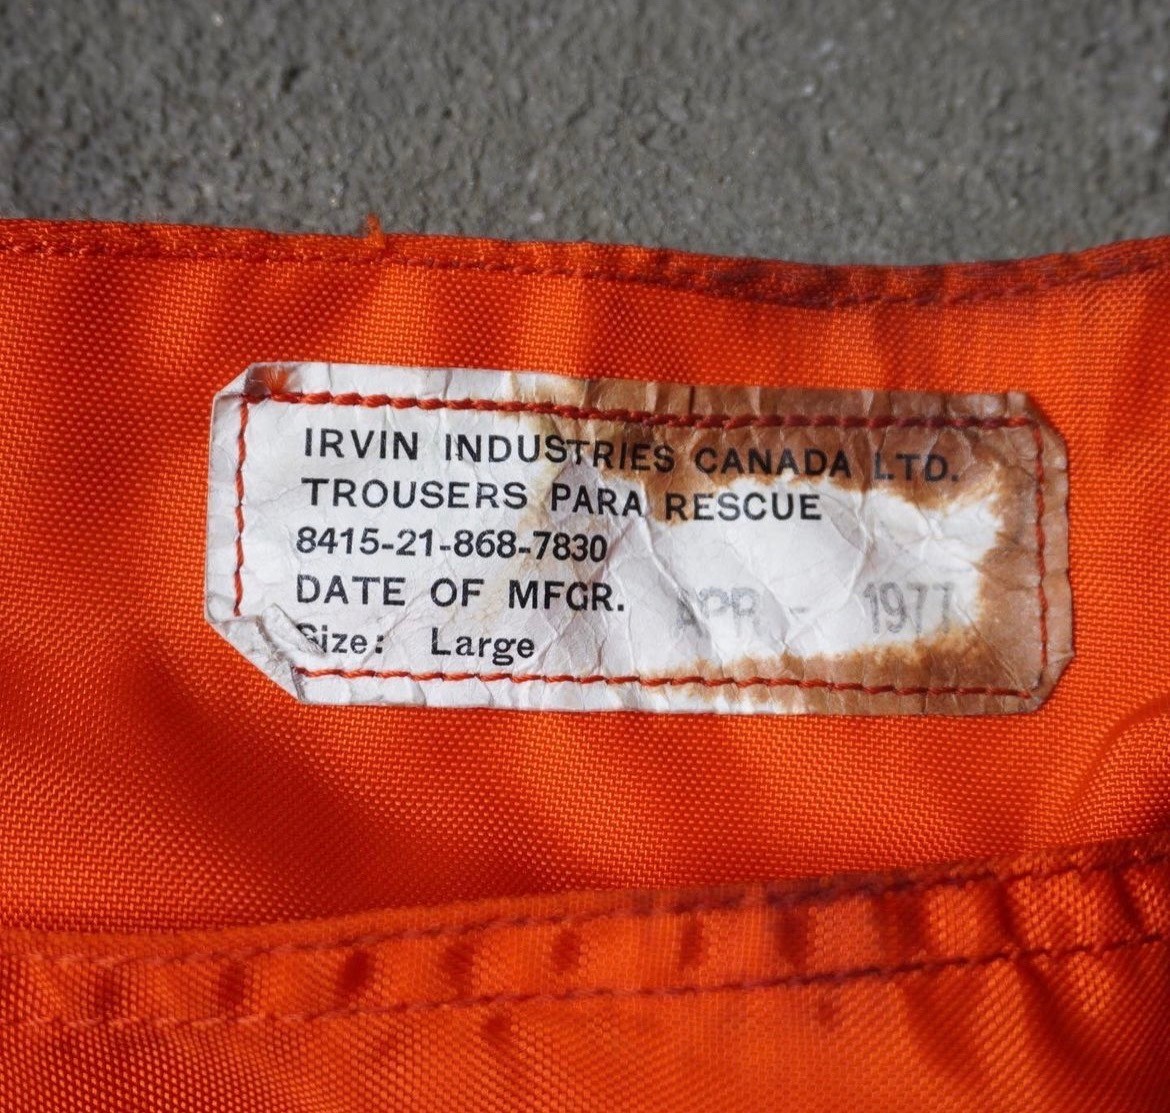 IRVIN INDUSTRIES CANADA LTD.
TROUSERS PARA RESCUE
8415-21-868-7830
DATE OF MFGR. APR - 1977
Size: Large